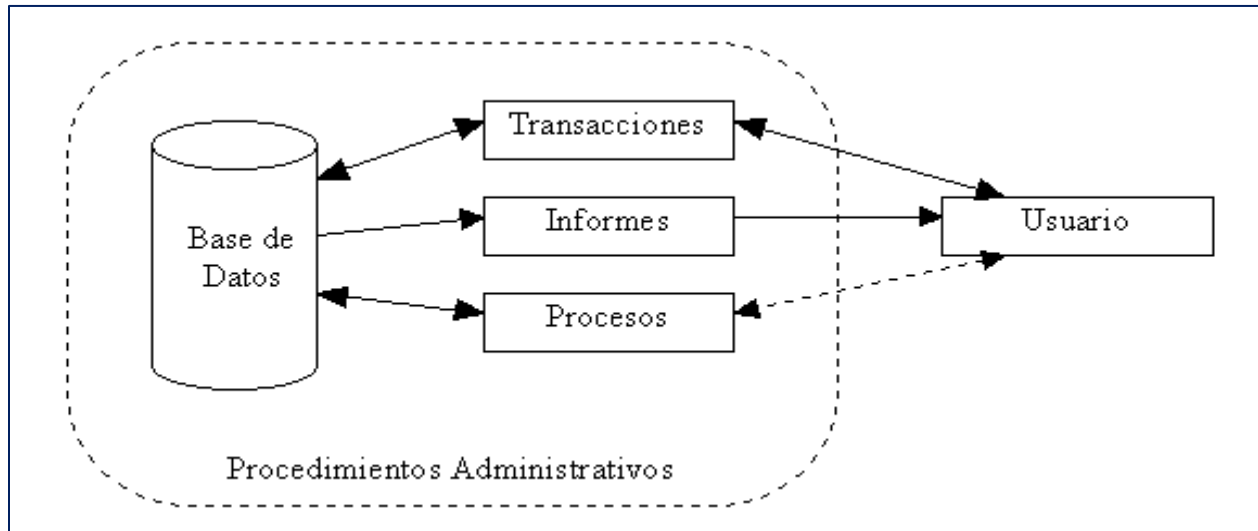 Transacciones
Informes
Usuario
Base de
Datos
Procesos
Procedimientos Administrativos